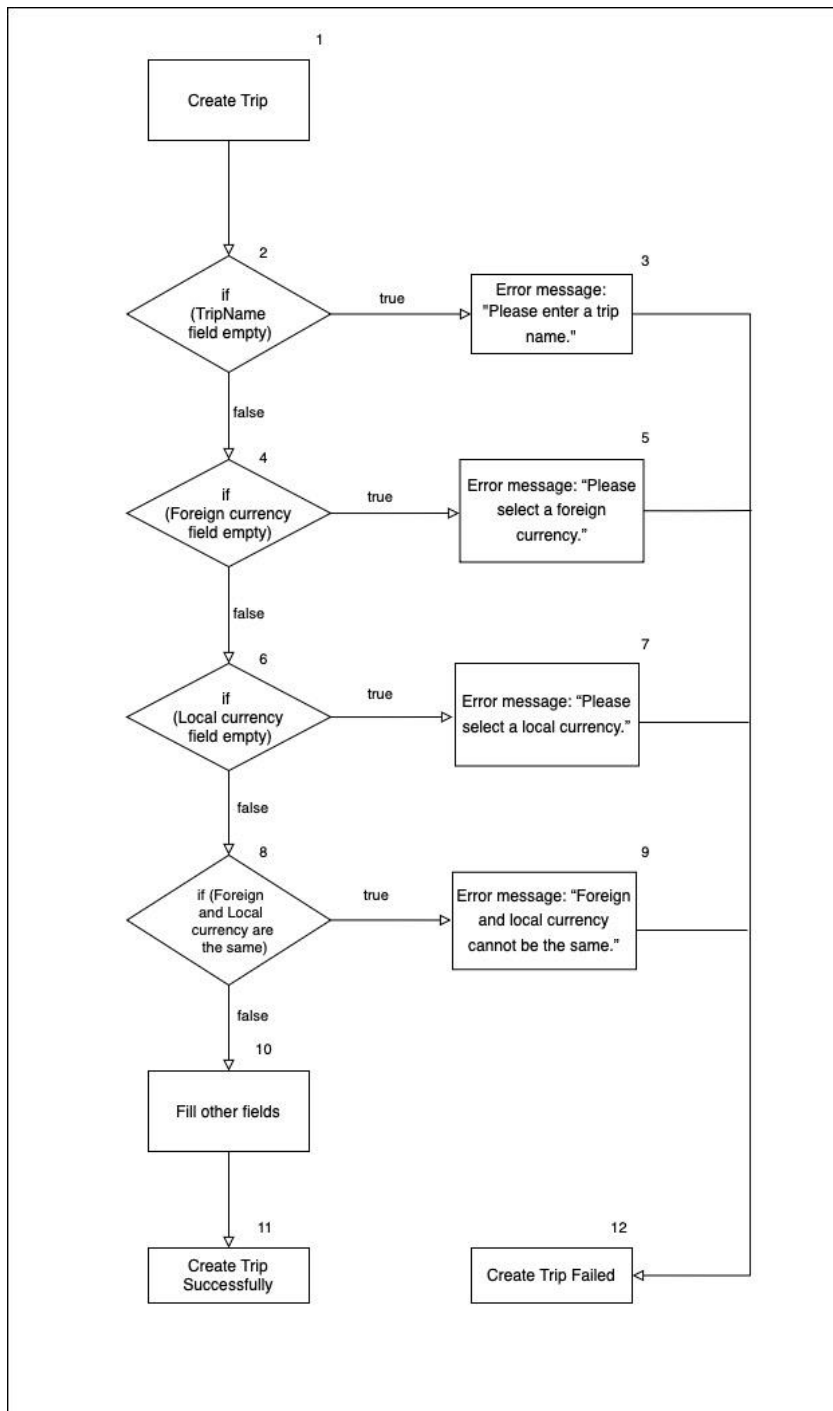 1
Create Trip
2
if
(TripName
field empty)
true
3
Error message:
"Please enter a trip
name."
false
4
if
(Foreign currency
field empty)
true
5
Error message: “Please
select a foreign
currency.”
false
6
if
(Local currency
field empty)
true
7
Error message: “Please
select a local currency.”
false
8
if (Foreign
and Local
currency are
the same)
true
9
Error message: “Foreign
and local currency
cannot be the same.”
false
10
Fill other fields
11
Create Trip
Successfully
12
Create Trip Failed